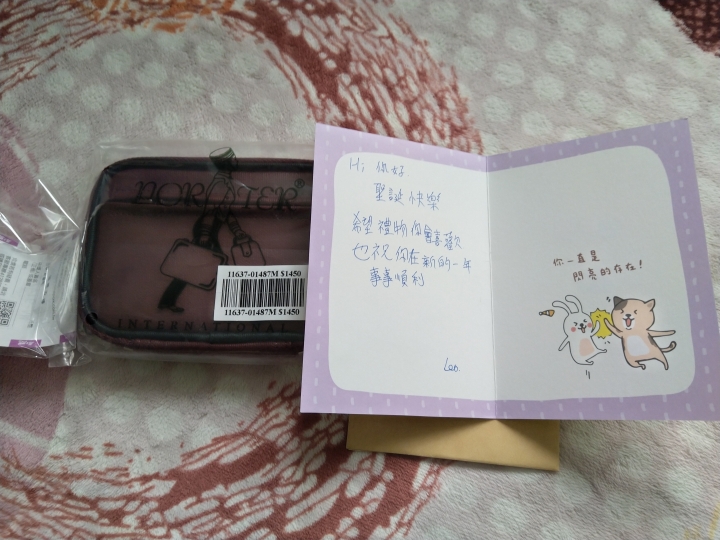 PORTER®
11637-01487M $1450
11637-01487M $1450
INTERNATIONAL
Hi 你好
聖誕快樂
希望禮物你會喜歡
也祝你在新的一年
事事順利
Leo.
你一直是
閃亮的存在!